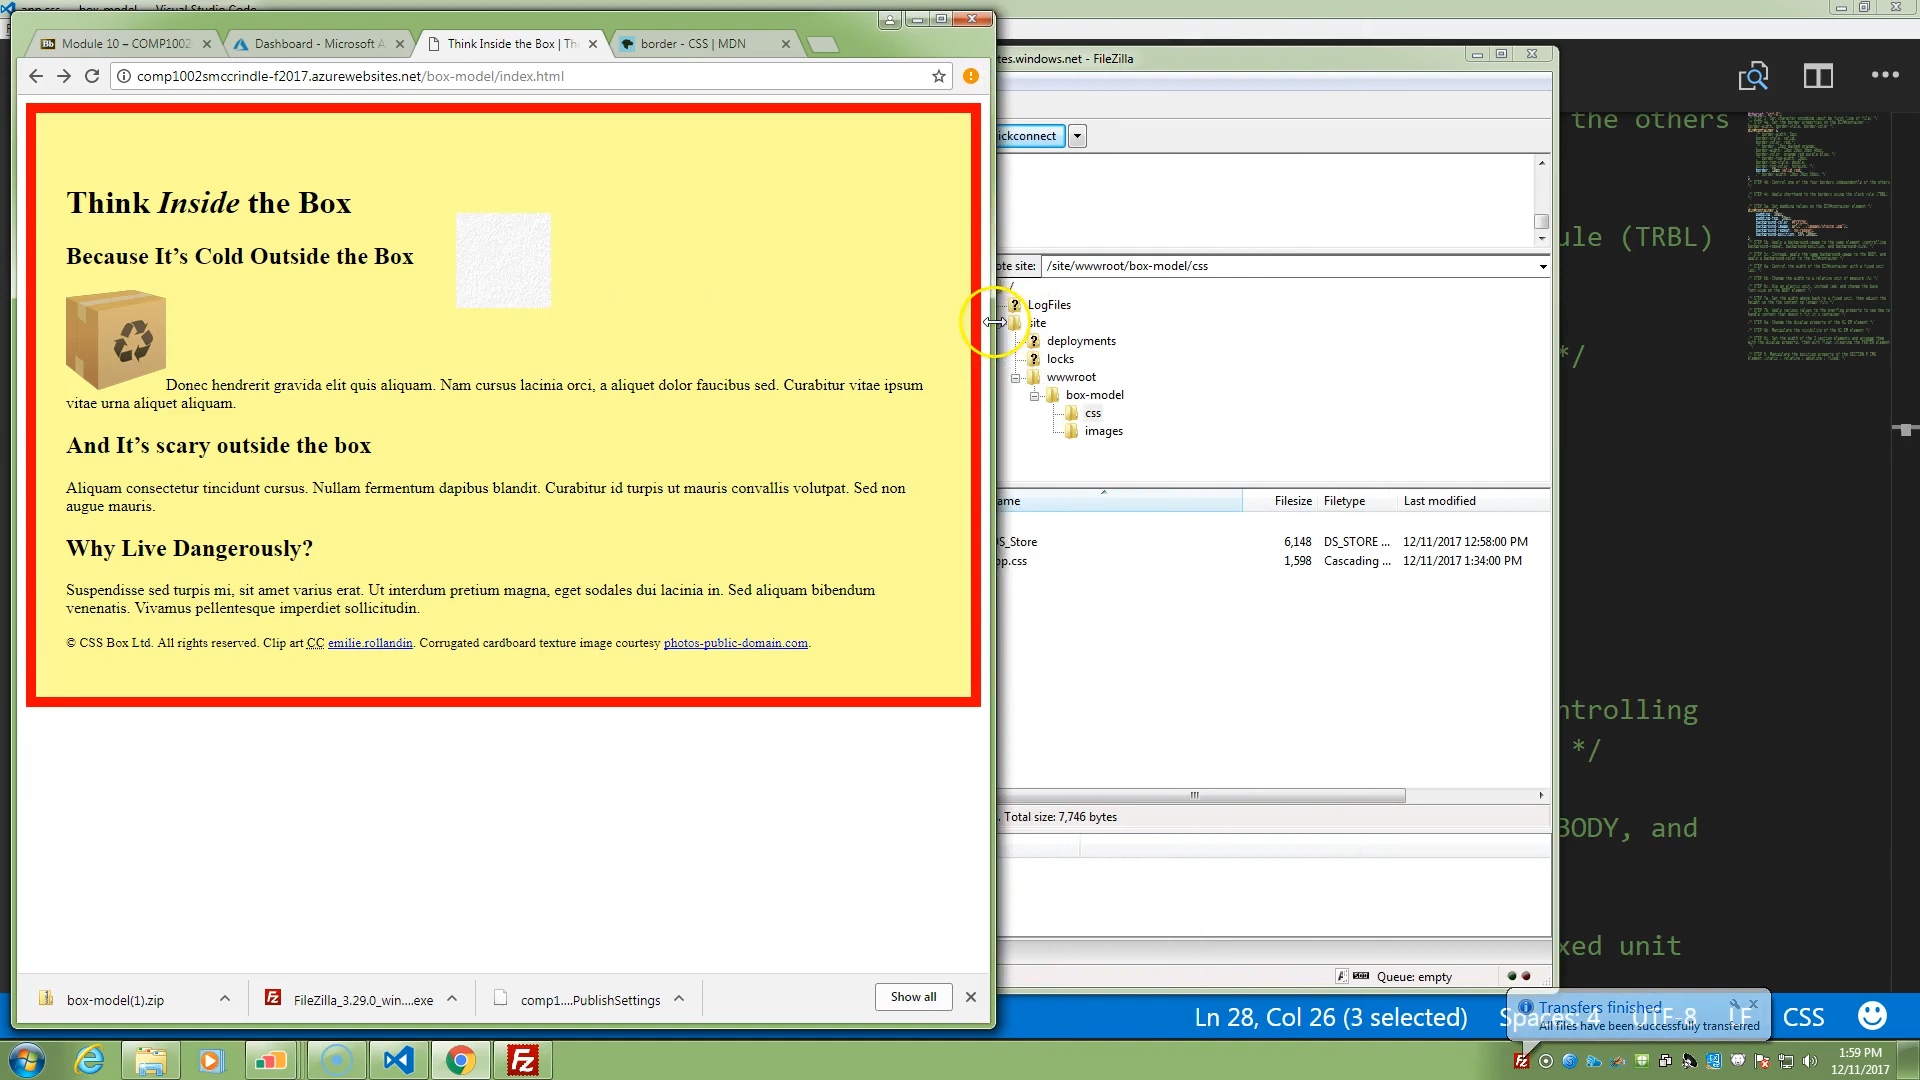 Module 10 – COMP1002
Dashboard - Microsoft A
Think Inside the Box | Th
border - CSS | MDN
comp1002smccrindle-f2017.azurewebsites.net/box-model/index.html
Think Inside the Box
Because It’s Cold Outside the Box
Donec hendrerit gravida elit quis aliquam. Nam cursus lacinia orci, a aliquet dolor faucibus sed. Curabitur vitae ipsum
vitae urna aliquet aliquam.
And It’s scary outside the box
Aliquam consectetur tincidunt cursus. Nullam fermentum dapibus blandit. Curabitur id turpis ut mauris convallis volutpat. Sed non
augue mauris.
Why Live Dangerously?
Suspendisse sed turpis mi, sit amet varius erat. Ut interdum pretium magna, eget sodales dui lacinia in. Sed aliquam bibendum
venenatis. Vivamus pellentesque imperdiet sollicitudin.
© CSS Box Ltd. All rights reserved. Clip art CC emilie.rollandin. Corrugated cardboard texture image courtesy photos-public-domain.com.
box-model(1).zip
FileZilla_3.29.0_win....exe
comp1....PublishSettings
Show all
tes.windows.net - FileZilla
ickconnect
ote site:
/site/wwwroot/box-model/css
/
LogFiles
site
deployments
locks
wwwroot
box-model
css
images
ame
Filesize
Filetype
Last modified
S_Store
6,148
DS_STORE ...
12/11/2017 12:58:00 PM
pp.css
1,598
Cascading ...
12/11/2017 1:34:00 PM
. Total size: 7,746 bytes
Queue: empty
the others
ule (TRBL)
*/
ntrolling
*/
BODY, and
xed unit
Transfers finished
All files have been successfully transferred
Ln 28, Col 26 (3 selected)
Spaces: 4
UTF-8
LF
CSS
1:59 PM
12/11/2017